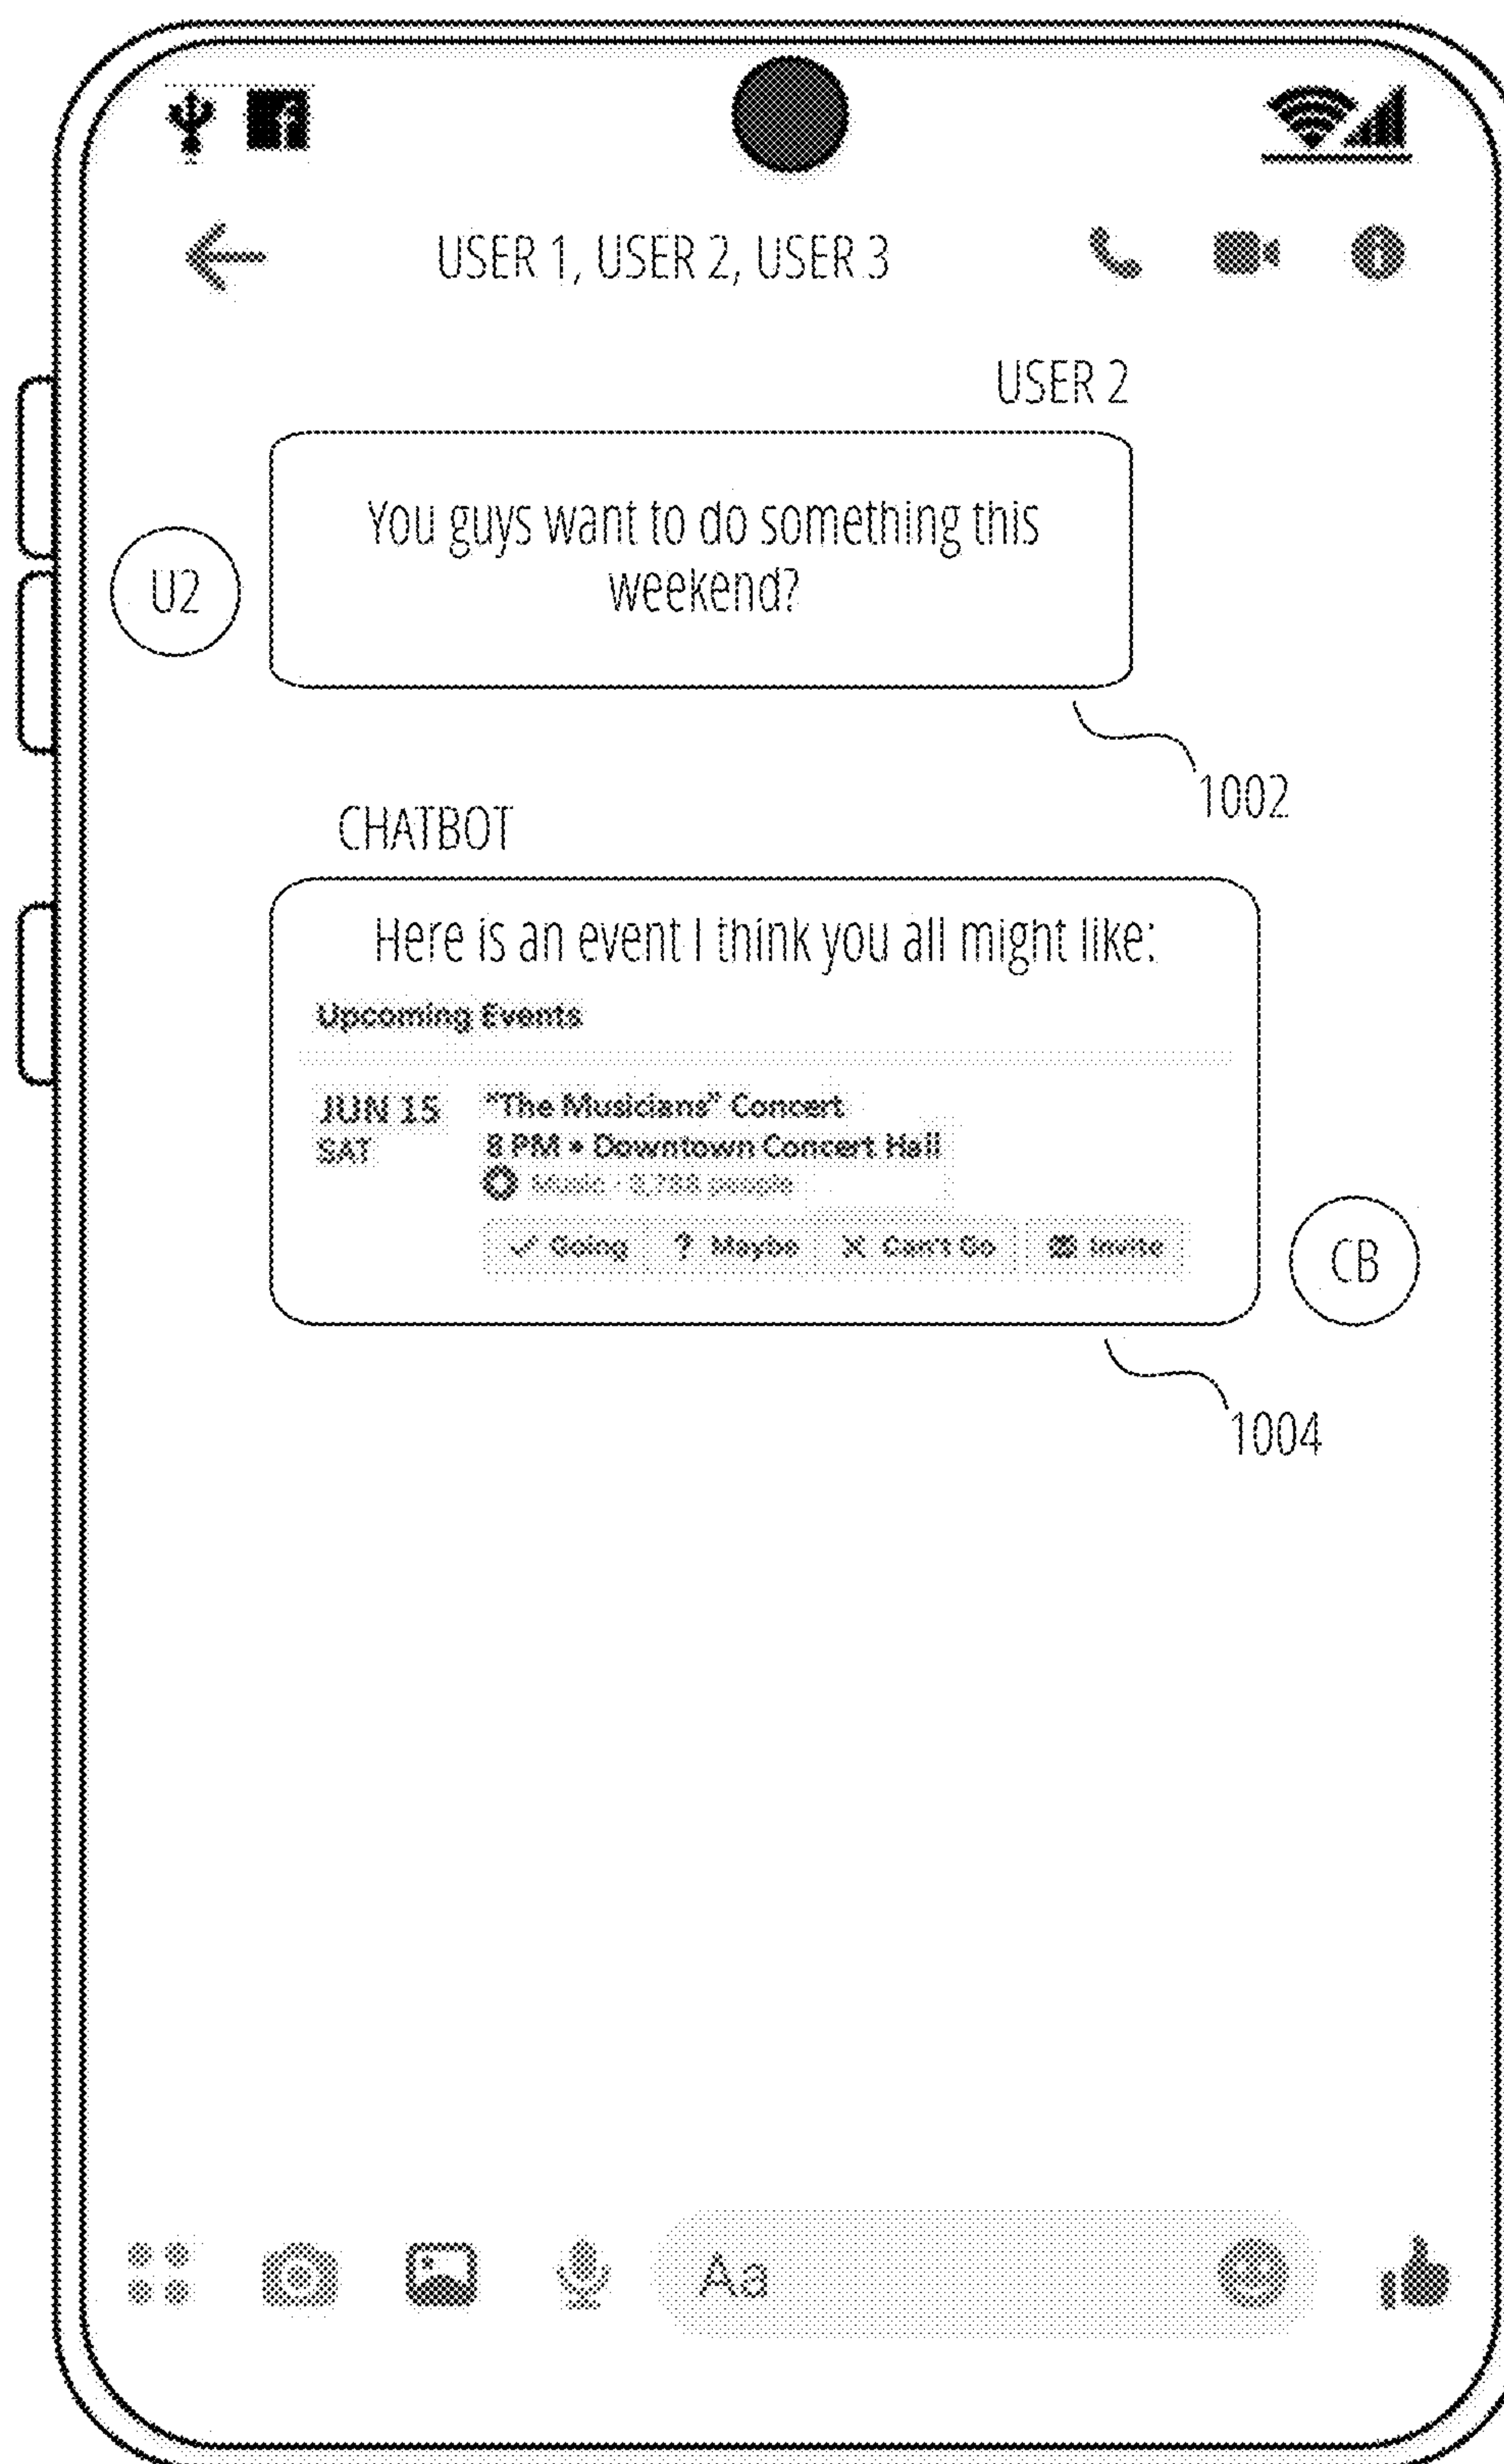 USER 1, USER 2, USER 3
USER 2
You guys want to do something this
weekend?
U2
1002
CHATBOT
Here is an event I think you all might like:
Upcoming Events
JUN 15
SAT
"The Musicians" Concert
8 PM • Downtown Concert Hall
Music · people
✓ Going ? Maybe X Can't Go Invite
CB
1004
Aa